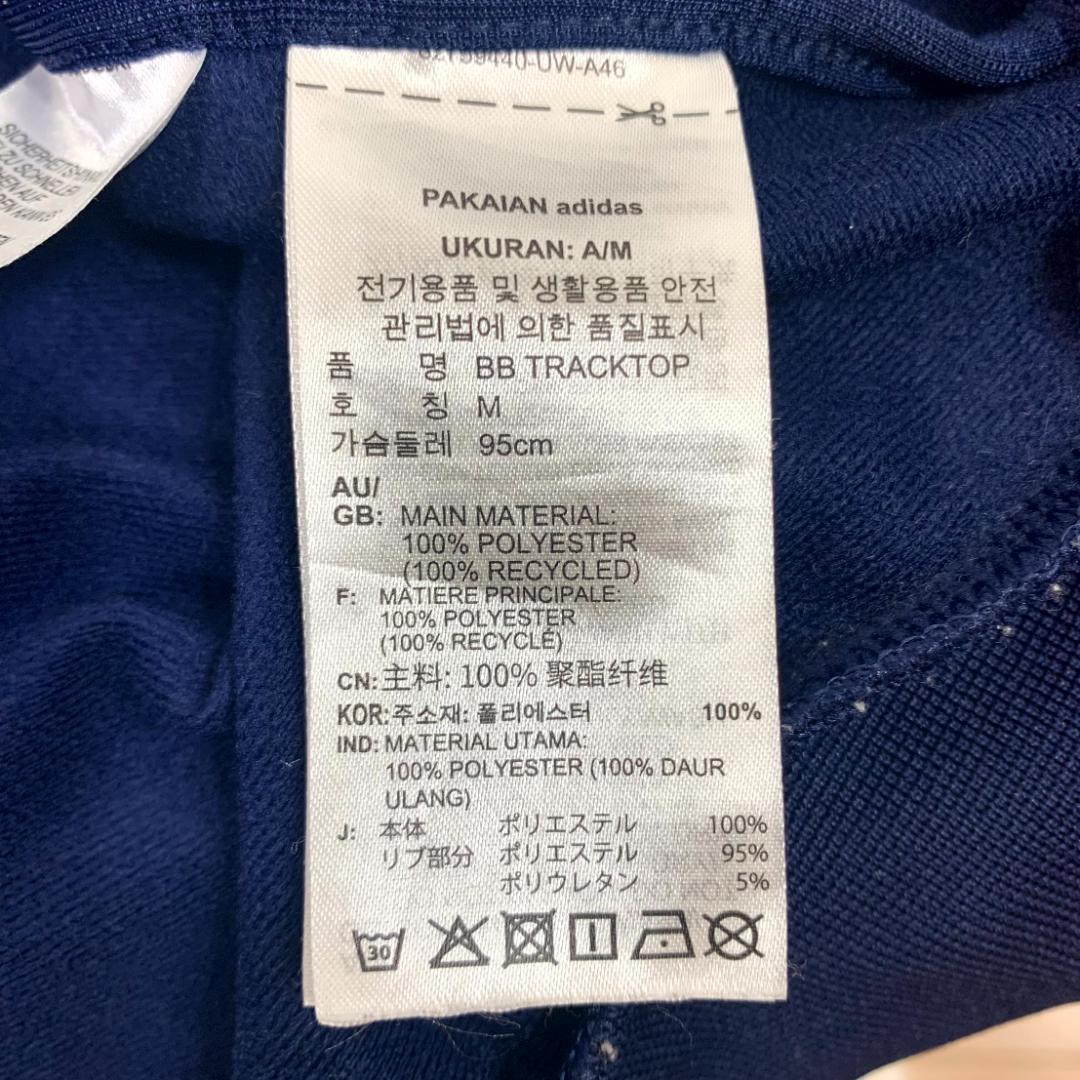 SICHERHEITSHINW
ZU SCHNELLER
PAKAIAN adidas
UKURAN: A/M
전기용품 및 생활용품 안전
관리법에 의한 품질표시
품 명 BB TRACKTOP
호 칭 M
가슴둘레 95cm
AU/
GB: MAIN MATERIAL:
100% POLYESTER
(100% RECYCLED)
F: MATIERE PRINCIPALE:
100% POLYESTER
(100% RECYCLÉ)
CN: 主料: 100% 聚酯纤维
KOR: 주소재: 폴리에스터 100%
IND: MATERIAL UTAMA:
100% POLYESTER (100% DAUR
ULANG)
J: 本体 ポリエステル 100%
リブ部分 ポリエステル 95%
ポリウレタン 5%
30